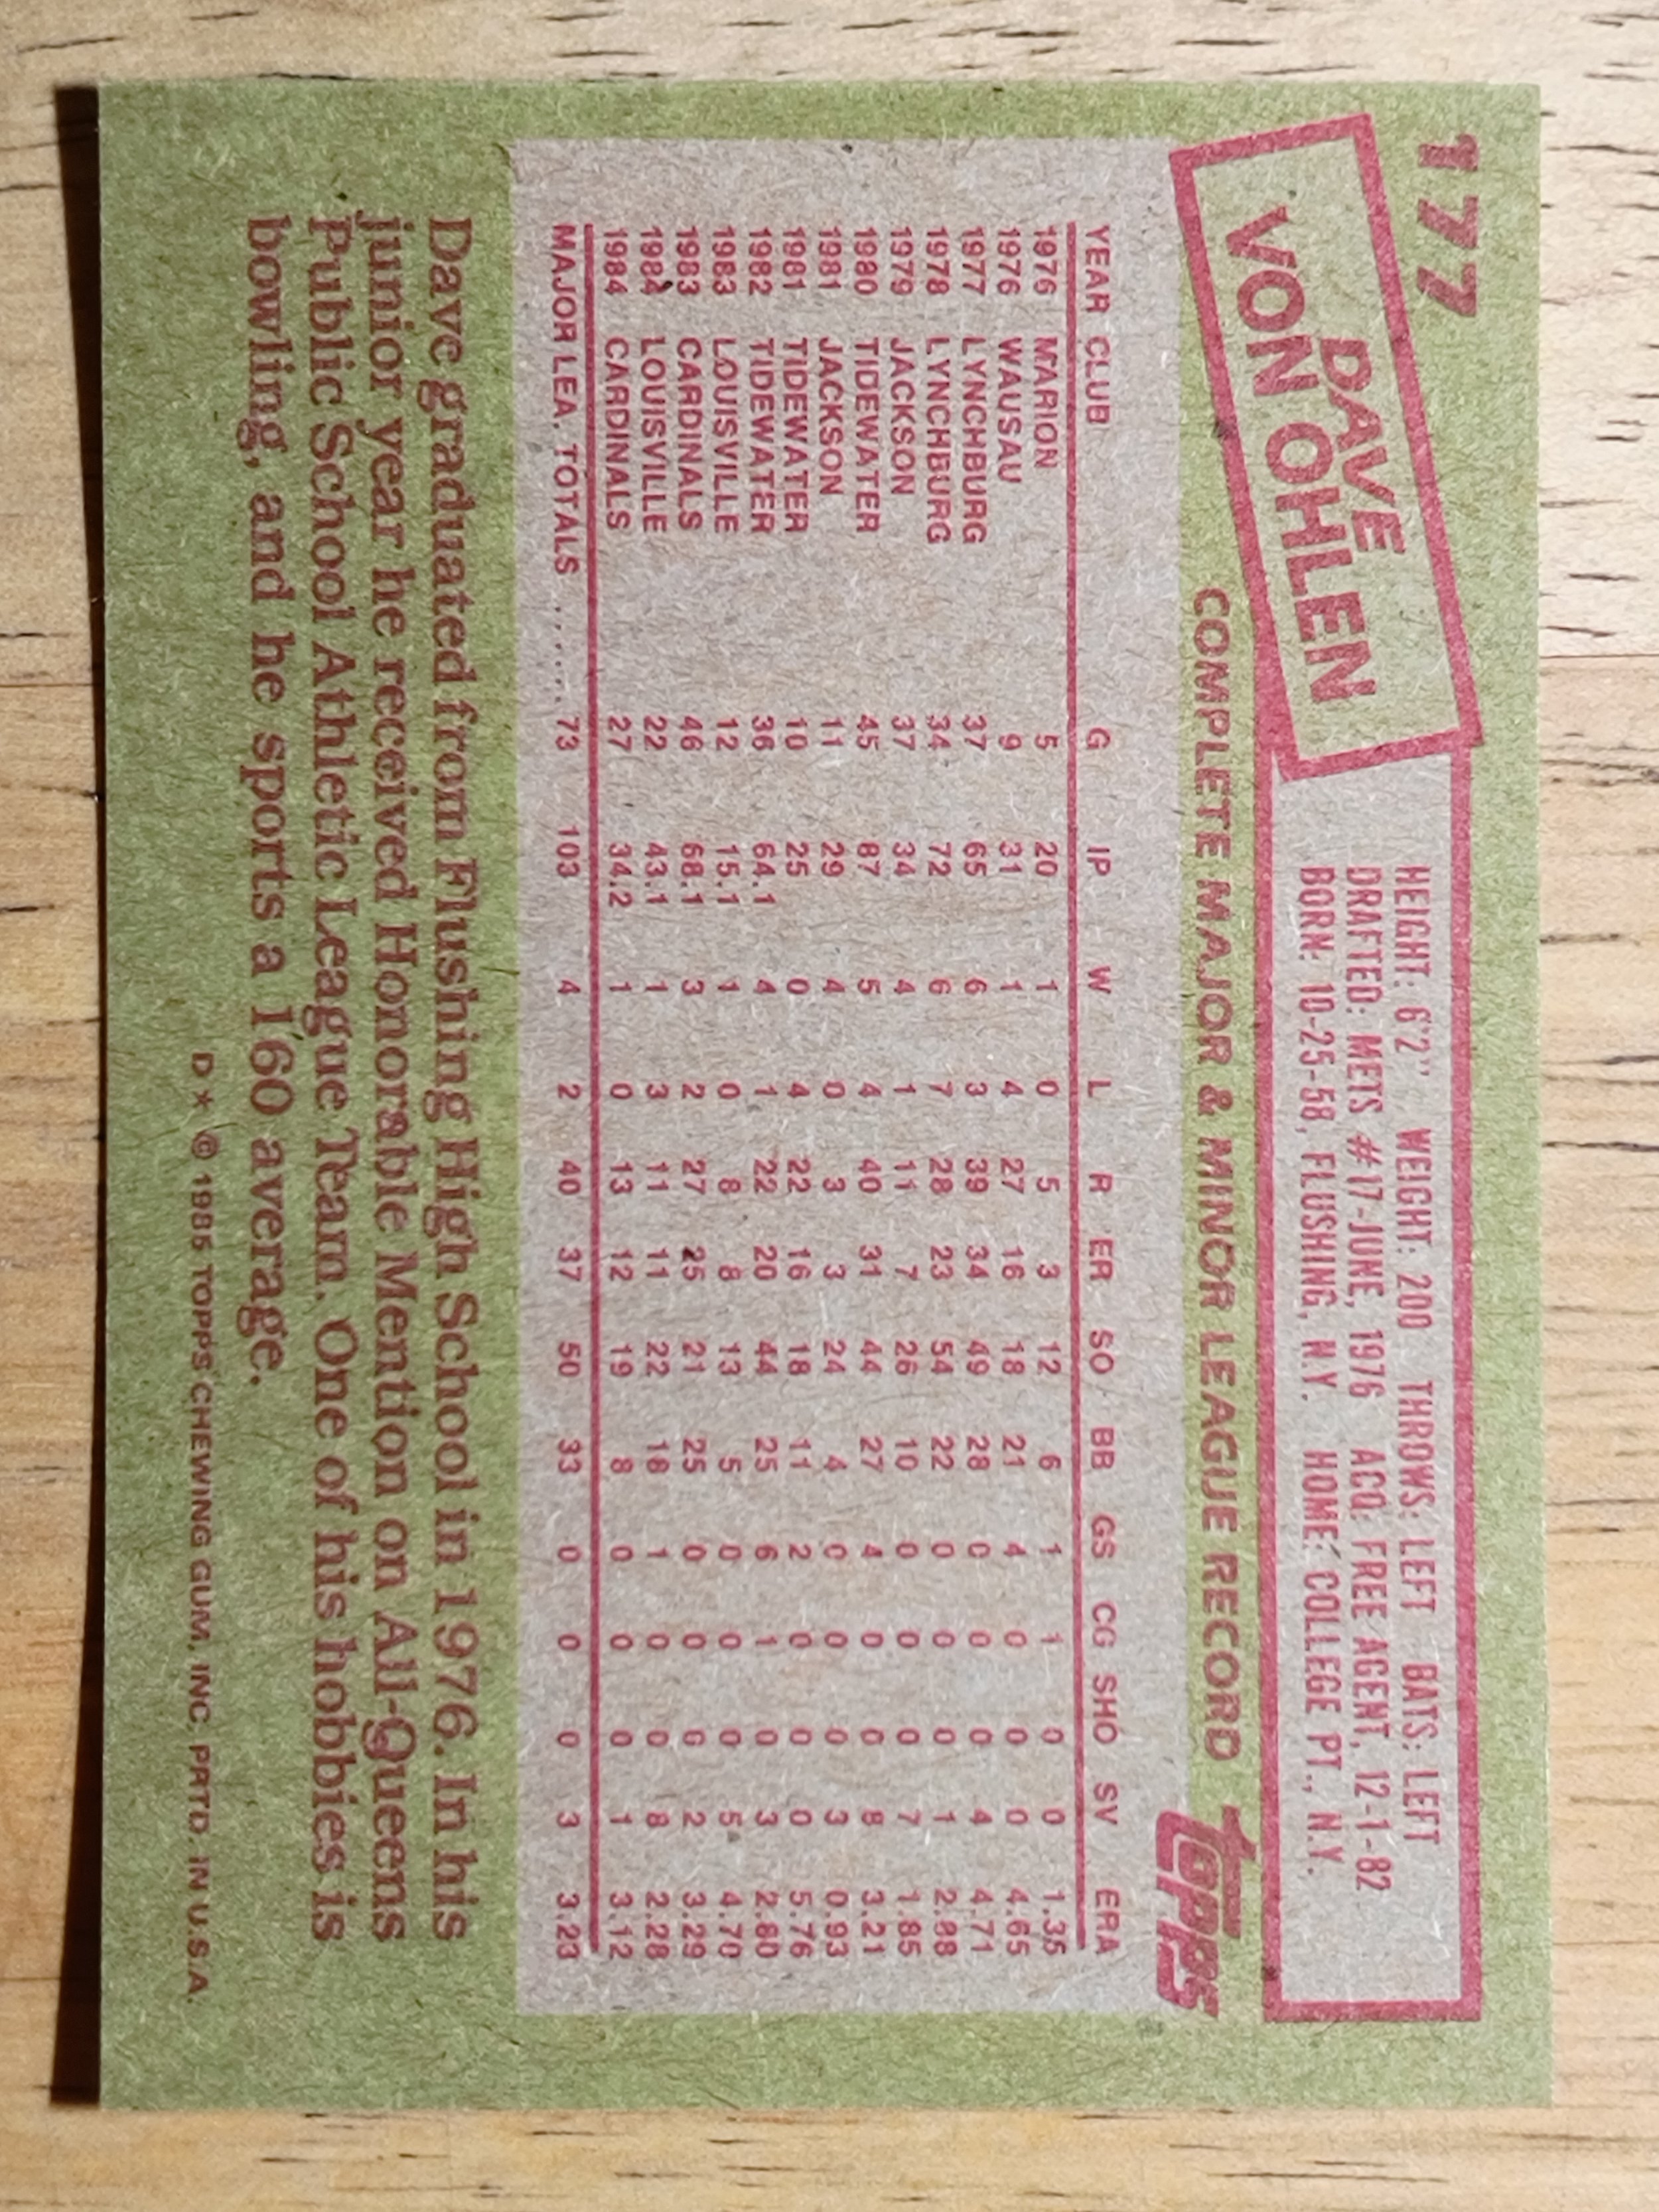 177
DAVE
VON OHLEN
HEIGHT: 6'2" WEIGHT: 200 THROWS: LEFT BATS: LEFT
DRAFTED: METS #17-JUNE, 1976 ACQ: FREE AGENT, 12-1-82
BORN: 10-25-58, FLUSHING, N.Y. HOME: COLLEGE PT., N.Y.
COMPLETE MAJOR & MINOR LEAGUE RECORD
topps
YEAR CLUB G IP W L R ER SO BB GS CG SHO SV ERA
1976 MARION 5 20 1 0 5 3 12 6 1 1 0 0 1.35
1976 WAUSAU 9 31 1 4 27 16 18 21 4 0 0 0 4.65
1977 LYNCHBURG 37 65 6 3 39 34 49 28 0 0 0 4 4.71
1978 LYNCHBURG 34 72 6 7 28 23 54 22 0 0 0 1 2.88
1979 JACKSON 37 34 4 1 11 7 26 10 0 0 0 7 1.85
1980 TIDEWATER 45 87 5 4 40 31 44 27 4 0 0 8 3.21
1981 JACKSON 11 29 4 0 3 3 24 4 0 0 0 3 0.93
1981 TIDEWATER 10 25 0 4 22 16 18 11 2 0 0 0 5.76
1982 TIDEWATER 36 64.1 4 1 22 20 44 25 6 1 0 3 2.80
1983 LOUISVILLE 12 15.1 1 0 8 8 13 5 0 0 0 5 4.70
1983 CARDINALS 46 68.1 3 2 27 25 21 25 0 0 0 2 3.29
1984 LOUISVILLE 22 43.1 1 3 11 11 22 18 1 0 0 8 2.28
1984 CARDINALS 27 34.2 1 0 13 12 19 8 0 0 0 1 3.12
MAJOR LEA. TOTALS ...... 73 103 4 2 40 37 50 33 0 0 0 3 3.23
Dave graduated from Flushing High School in 1976. In his
junior year he received Honorable Mention on All-Queens
Public School Athletic League Team. One of his hobbies is
bowling, and he sports a 160 average.
D* © 1985 TOPPS CHEWING GUM, INC. PRTD. IN U.S.A.